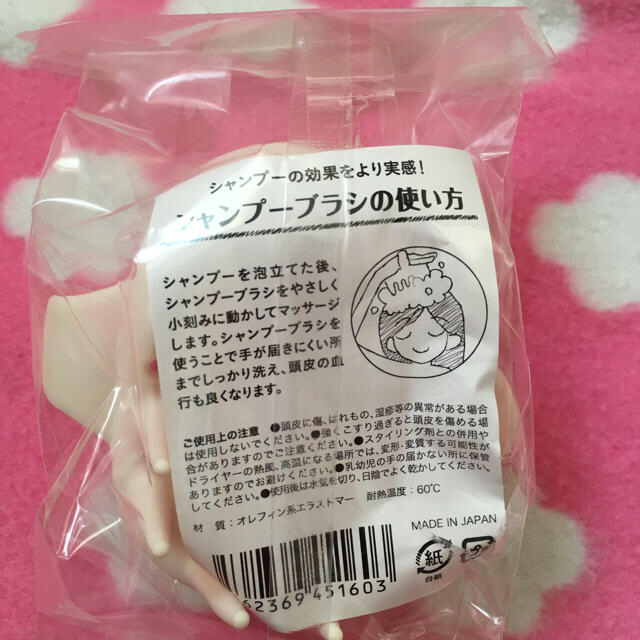 シャンプーの効果をより実感!
シャンプーブラシの使い方
シャンプーを泡立てた後、
シャンプーブラシをやさしく
小刻みに動かしてマッサージ
します。シャンプーブラシを
使うことで手が届きにくい所
までしっかり洗え、頭皮の血
行も良くなります。
ご使用上の注意 ●頭皮に傷、はれもの、湿疹等の異常がある場合
は使用しないでください。●強くこすり過ぎると頭皮を傷める場
合がありますのでご注意ください。●スタイリング剤との併用や
ドライヤーの熱風、高温になる場所では、変形・変質する可能性が
ありますのでお避けください。●乳幼児の手の届かない所に保管
してください。●使用後は水氣を切り、日陰でよく乾かしてください。
材 質:オレフィン系エラストマー 耐熱温度:60℃
MADE IN JAPAN
紙
台紙
プラ
62369 451603